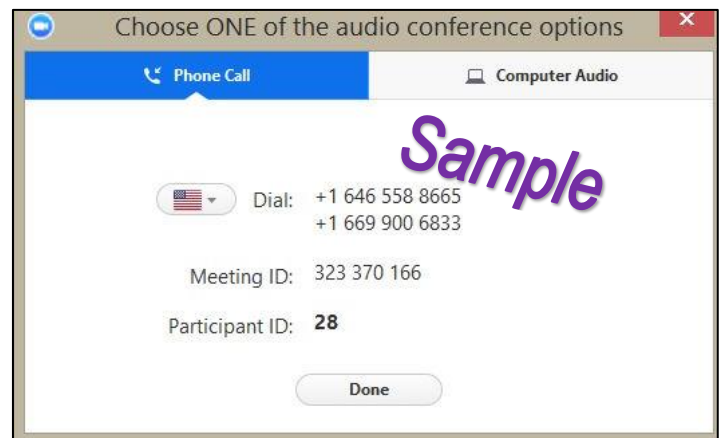 Choose ONE of the audio conference options
Phone Call
Computer Audio
Sample
Dial: +1 646 558 8665
+1 669 900 6833
Meeting ID: 323 370 166
Participant ID: 28
Done